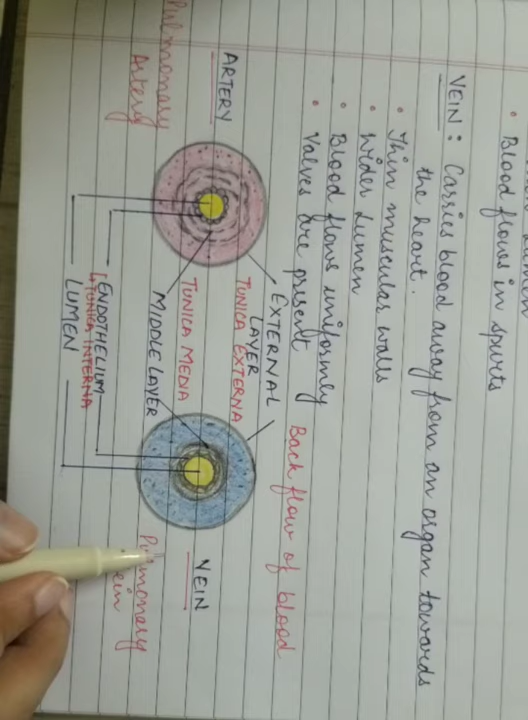 • Blood flows in spurts
VEIN: Carries blood away from an organ towards
the heart.
• Thin muscular walls
• Wider Lumen
• Blood flows uniformly
• Valves are present
Back flow of blood
EXTERNAL
LAYER
TUNICA EXTERNA
ARTERY
VEIN
TUNICA MEDIA
MIDDLE LAYER
Pulmonary
Artery
Pulmonary
ein
ENDOTHELIUM
TUNICA INTERNA
LUMEN